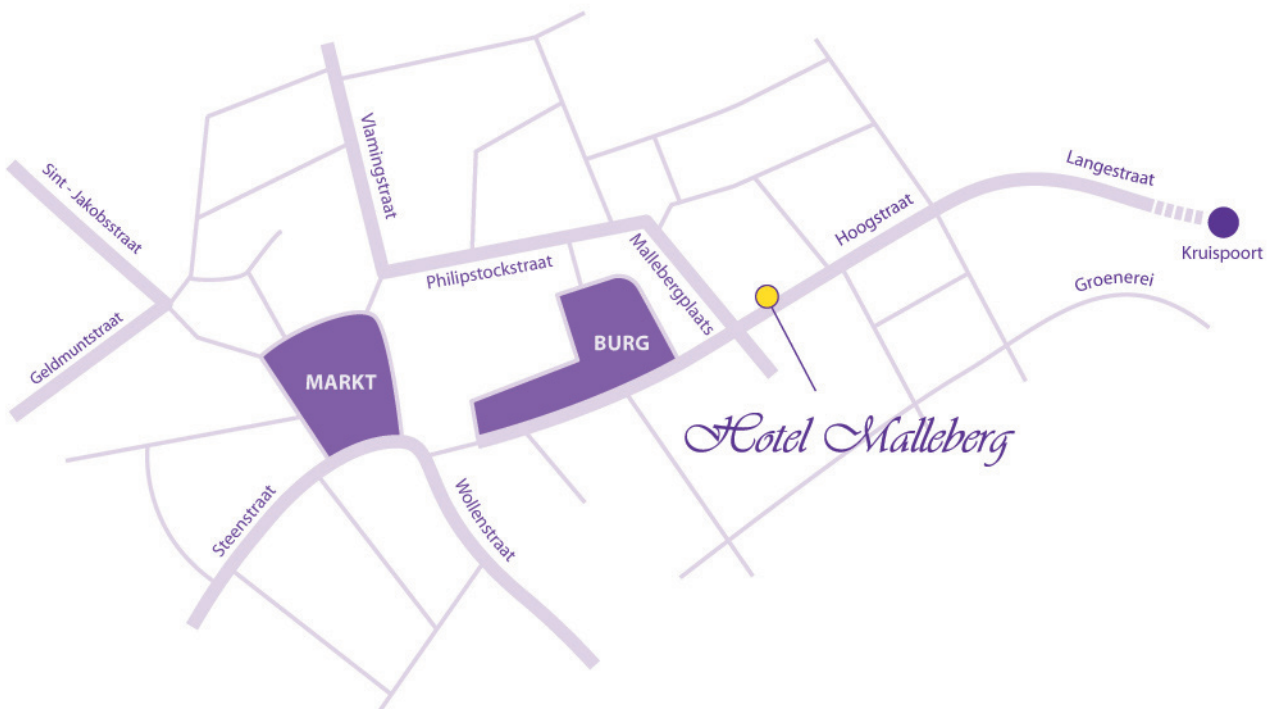 Vlamingstraat
Sint - Jakobsstraat
Langestraat
Hoogstraat
Kruispoort
Mallebergplaats
Philipstockstraat
Groenerei
Geldmuntstraat
BURG
MARKT
Hotel Malleberg
Steenstraat
Wollenstraat